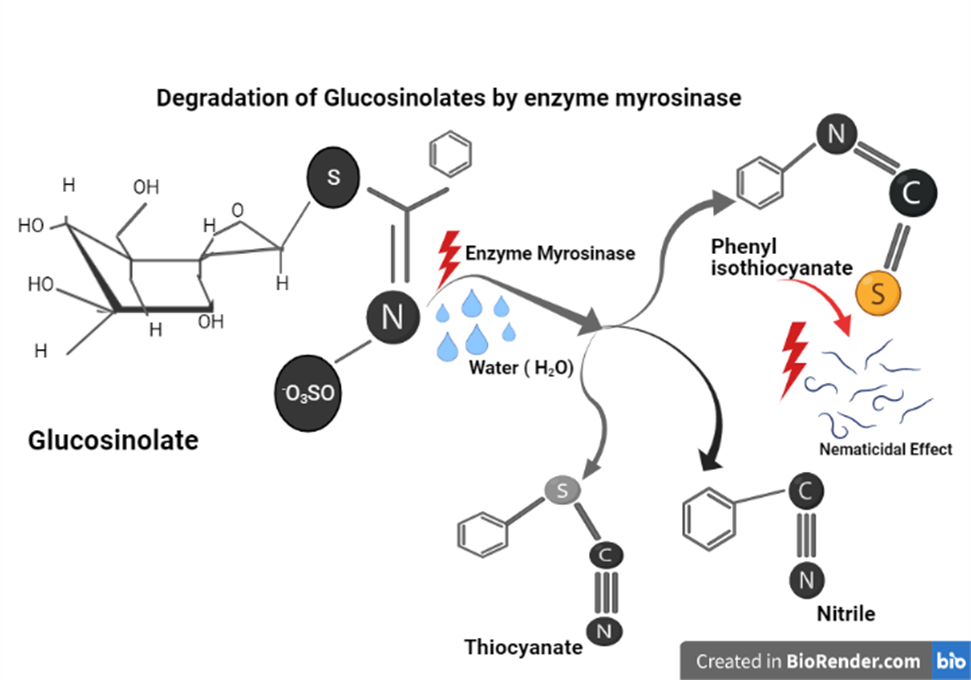 Degradation of Glucosinolates by enzyme myrosinase
N
S
C
H
OH
HO
H
O
Enzyme Myrosinase
Phenyl
isothiocyanate
HO
H
S
N
OH
H
H
Water ( H₂O)
⁻O₃SO
Glucosinolate
Nematicidal Effect
S
C
C
N
N
Nitrile
Thiocyanate
Created in BioRender.com bio